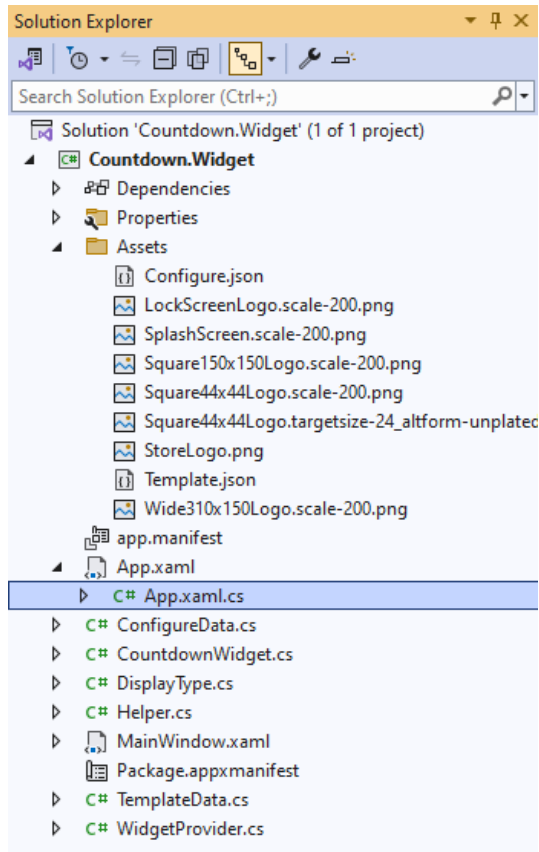 Solution Explorer
Search Solution Explorer (Ctrl+;)
Solution 'Countdown.Widget' (1 of 1 project)
C# Countdown.Widget
Dependencies
Properties
Assets
Configure.json
LockScreenLogo.scale-200.png
SplashScreen.scale-200.png
Square150x150Logo.scale-200.png
Square44x44Logo.scale-200.png
Square44x44Logo.targetsize-24_altform-unplated
StoreLogo.png
Template.json
Wide310x150Logo.scale-200.png
app.manifest
App.xaml
C# App.xaml.cs
C# ConfigureData.cs
C# CountdownWidget.cs
C# DisplayType.cs
C# Helper.cs
MainWindow.xaml
Package.appxmanifest
C# TemplateData.cs
C# WidgetProvider.cs